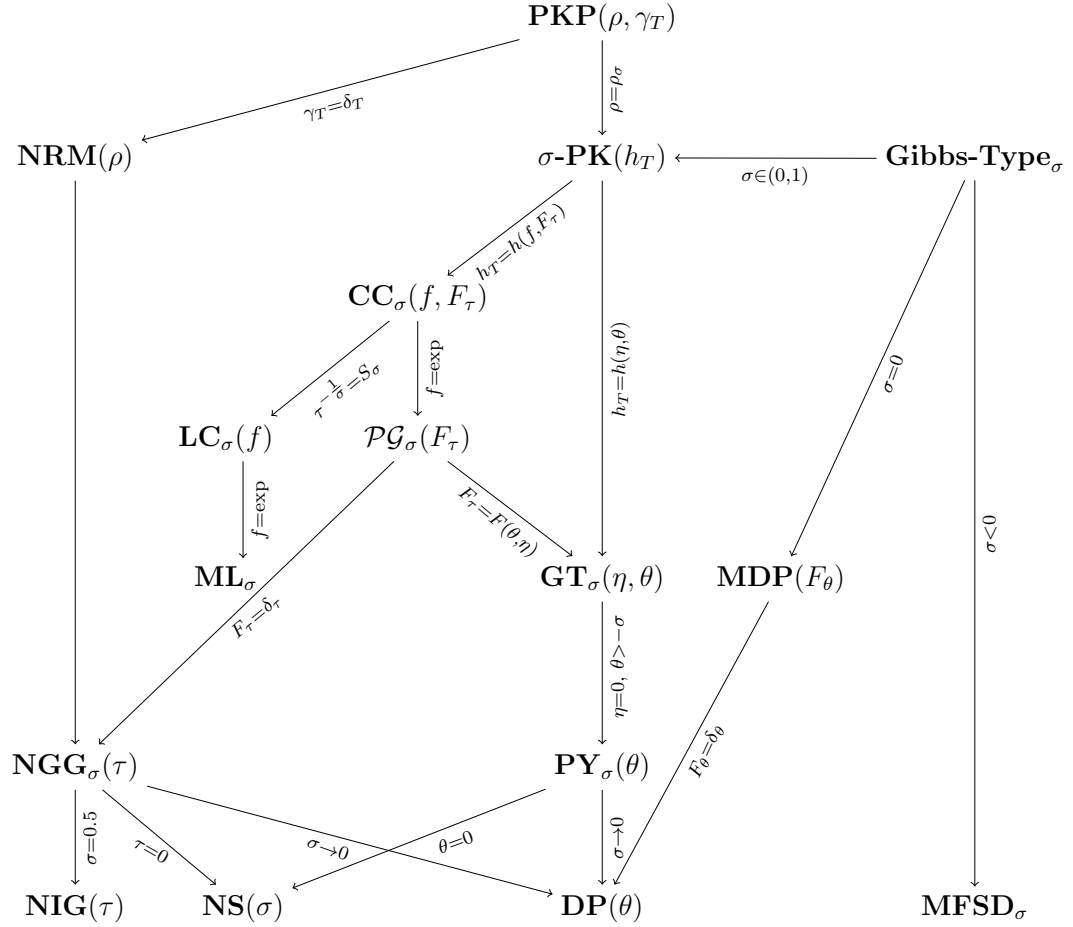 PKP(ρ, γ_T)
γ_T=δ_T
ρ=ρ_σ
NRM(ρ)
σ-PK(h_T)
Gibbs-Type_σ
σ∈(0,1)
h_T=h(f,F_τ)
CC_σ(f, F_τ)
τ^{-1/σ}=S_σ
f=exp
h_T=h(η,θ)
σ=0
LC_σ(f)
𝒫𝒢_σ(F_τ)
f=exp
F_τ=F(θ,η)
σ<0
ML_σ
GT_σ(η, θ)
MDP(F_θ)
F_τ=δ_τ
η=0, θ>−σ
F_θ=δ_θ
NGG_σ(τ)
PY_σ(θ)
σ=0.5
τ=0
σ→0
θ=0
σ→0
NIG(τ)
NS(σ)
DP(θ)
MFSD_σ